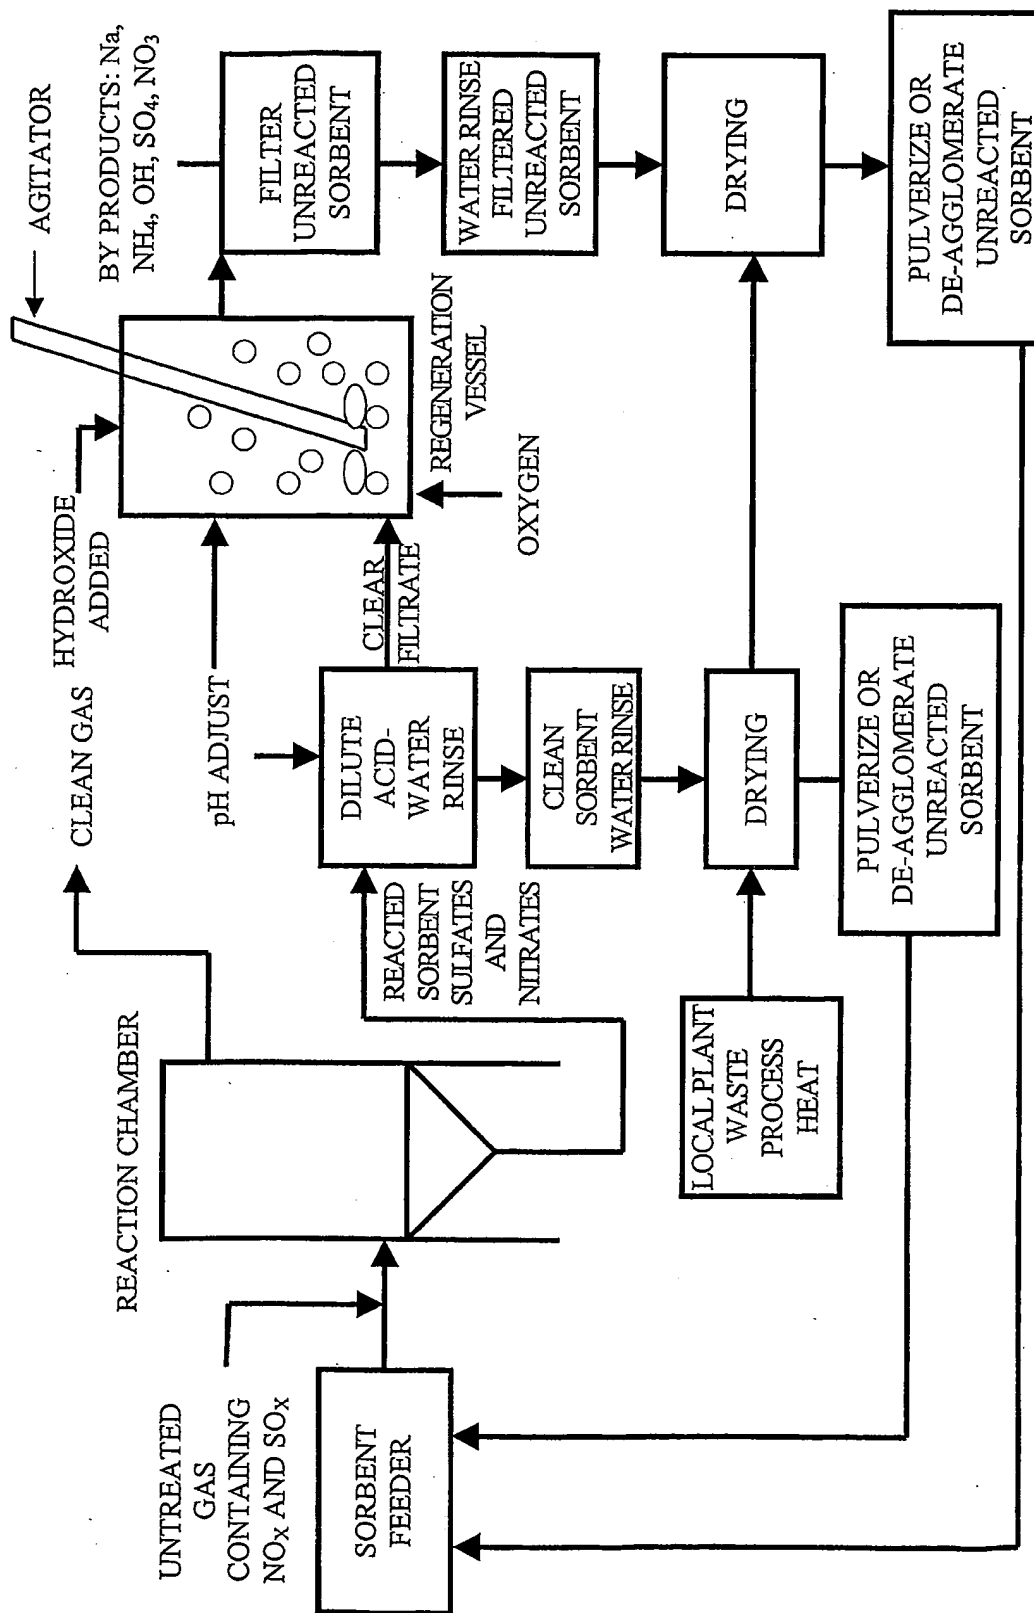 REACTION CHAMBER
CLEAN GAS
HYDROXIDE
ADDED
AGITATOR
BY PRODUCTS: Na,
NH4, OH, SO4, NO3
UNTREATED
GAS
CONTAINING
NOX AND SOX
pH ADJUST
SORBENT
FEEDER
REACTED
SORBENT
SULFATES
AND
NITRATES
DILUTE
ACID-
WATER
RINSE
CLEAR
FILTRATE
REGENERATION
VESSEL
OXYGEN
FILTER
UNREACTED
SORBENT
CLEAN
SORBENT
WATER RINSE
WATER RINSE
FILTERED
UNREACTED
SORBENT
LOCAL PLANT
WASTE
PROCESS
HEAT
DRYING
DRYING
PULVERIZE OR
DE-AGGLOMERATE
UNREACTED
SORBENT
PULVERIZE OR
DE-AGGLOMERATE
UNREACTED
SORBENT